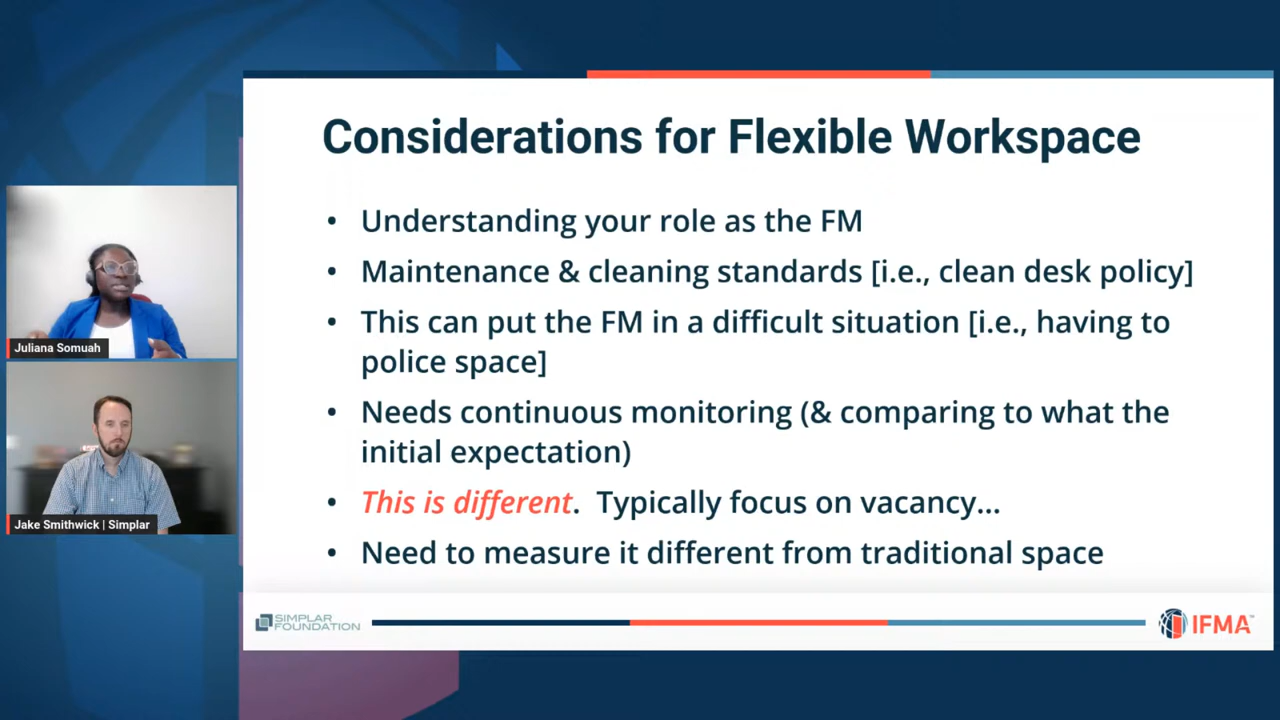 Considerations for Flexible Workspace
• Understanding your role as the FM
• Maintenance & cleaning standards [i.e., clean desk policy]
• This can put the FM in a difficult situation [i.e., having to
police space]
• Needs continuous monitoring (& comparing to what the
initial expectation)
• This is different. Typically focus on vacancy...
• Need to measure it different from traditional space
Juliana Somuah
Jake Smithwick | Simplar
SIMPLAR
FOUNDATION
IFMA™